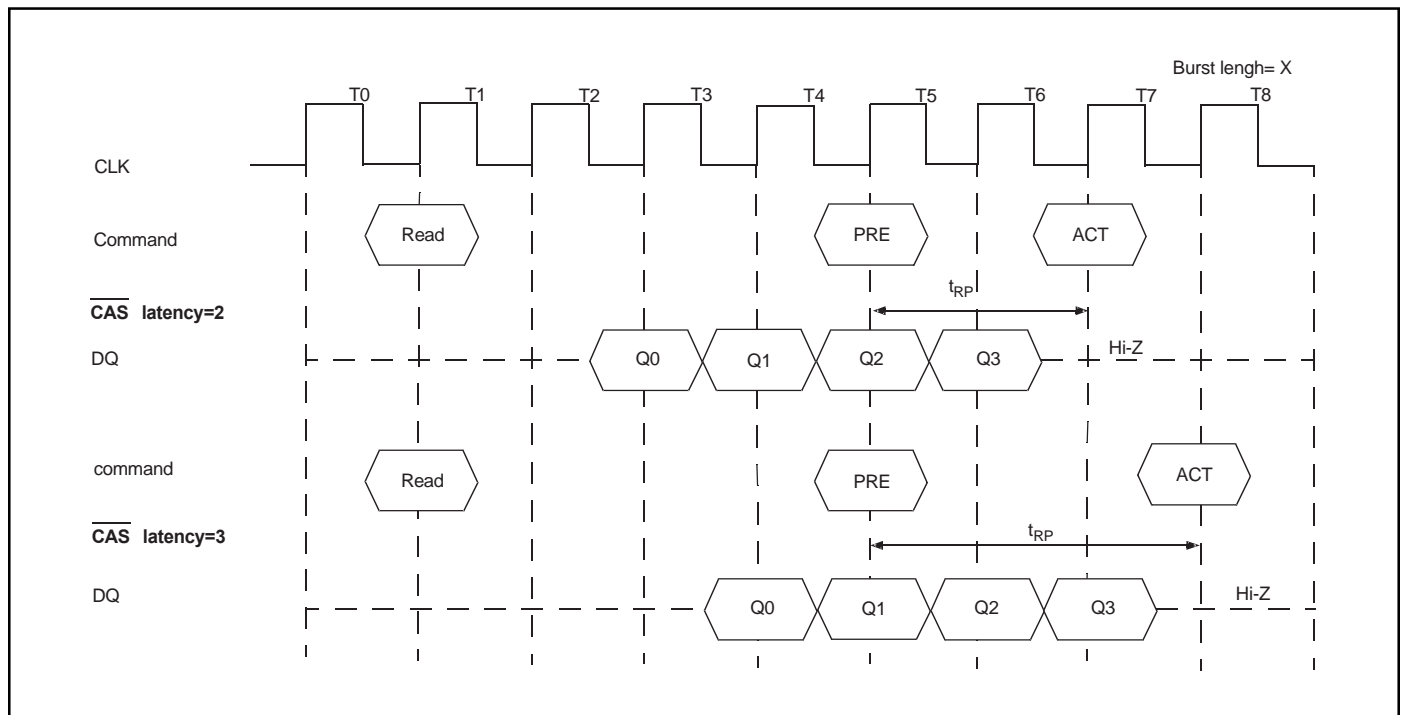 Burst lengh= X
T0 T1 T2 T3 T4 T5 T6 T7 T8
CLK
Command Read PRE ACT
tRP
CAS latency=2
DQ Q0 Q1 Q2 Q3 Hi-Z
command Read PRE ACT
CAS latency=3
tRP
DQ Q0 Q1 Q2 Q3 Hi-Z